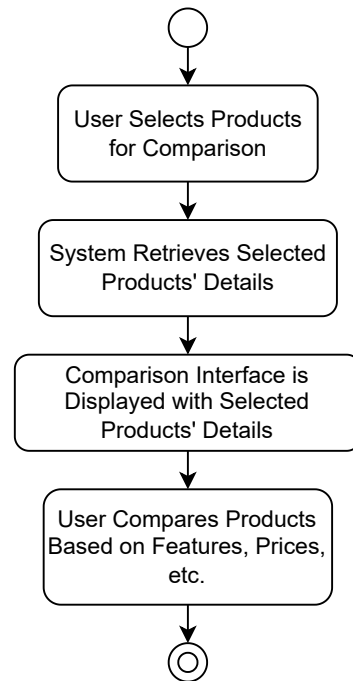 User Selects Products
for Comparison
System Retrieves Selected
Products' Details
Comparison Interface is
Displayed with Selected
Products' Details
User Compares Products
Based on Features, Prices,
etc.